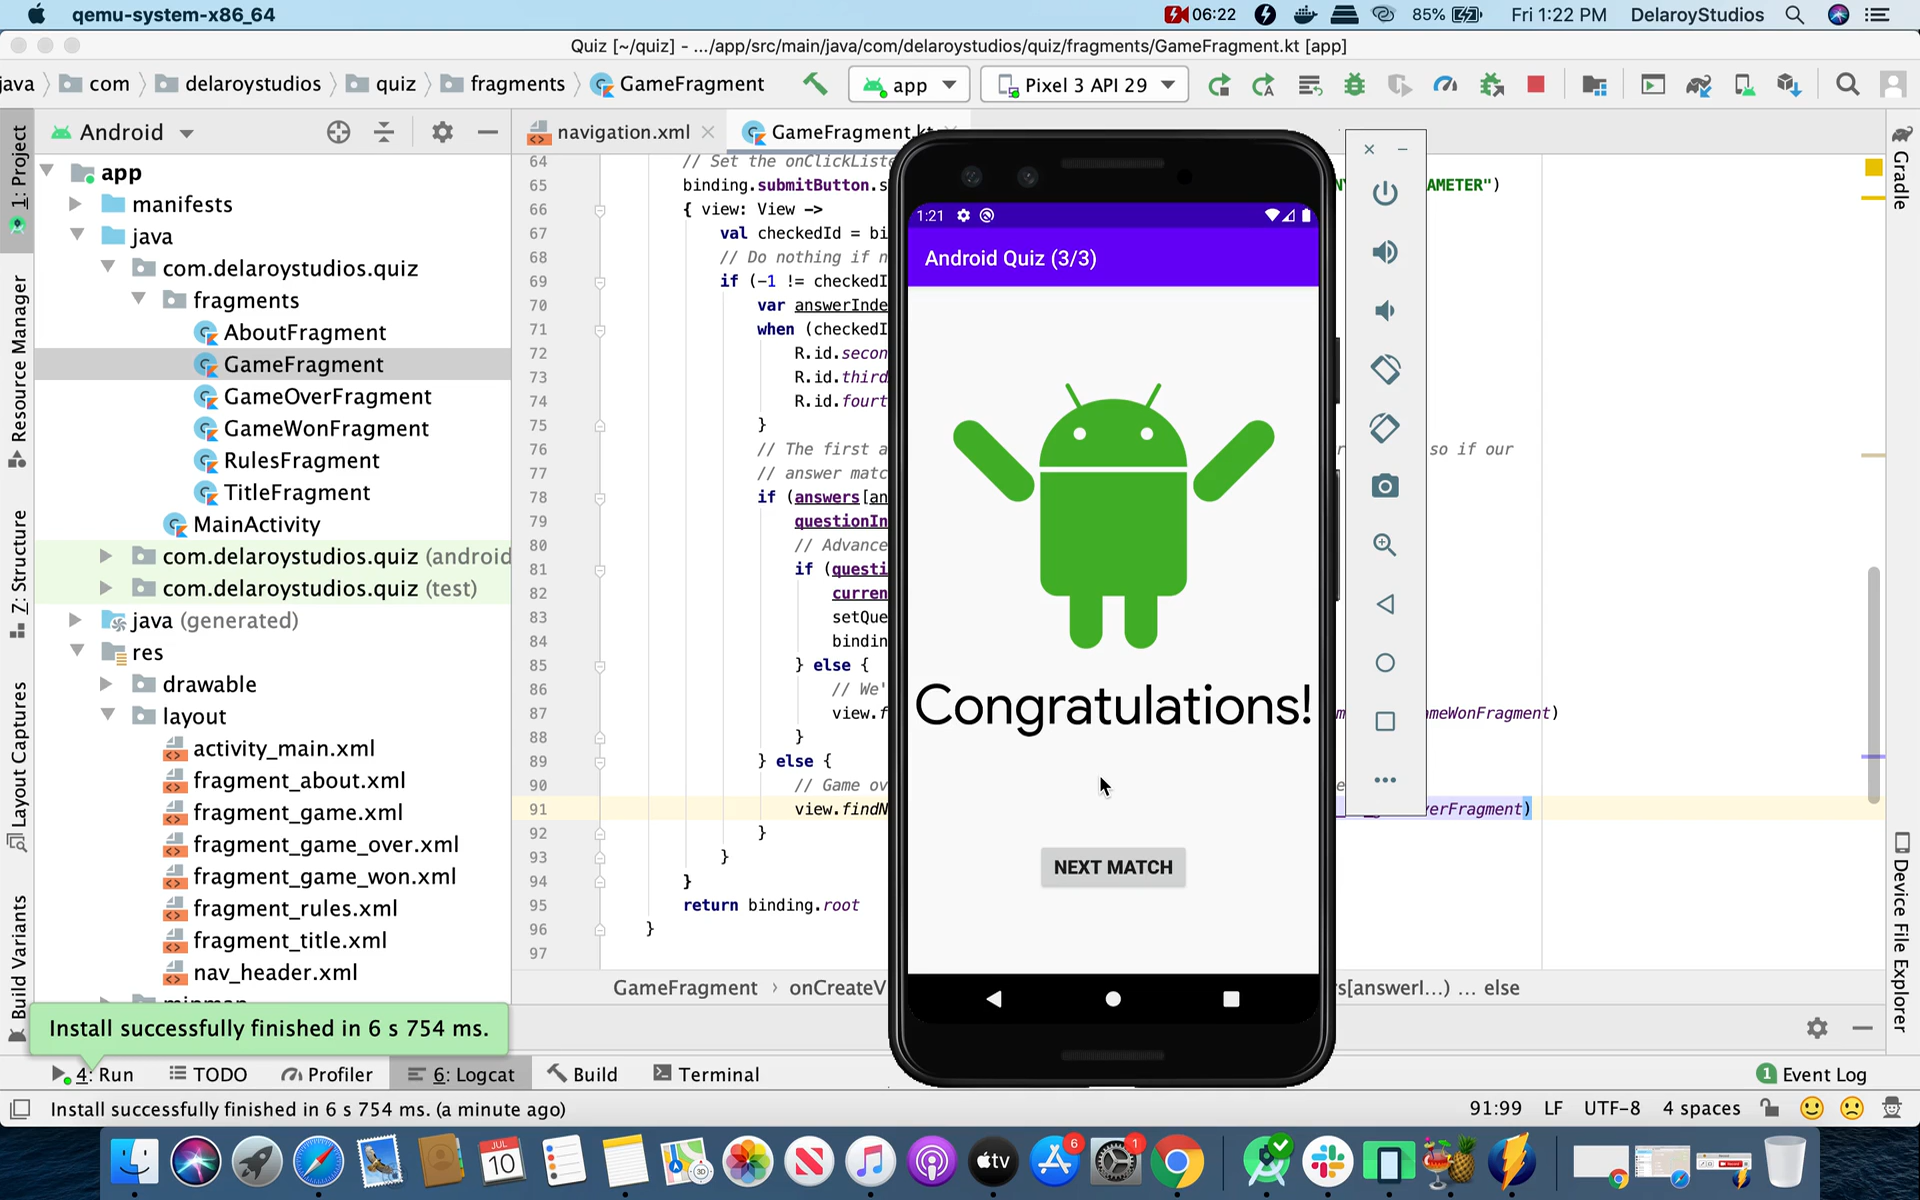 qemu-system-x86_64
06:22
85%
Fri 1:22 PM
DelaroyStudios
Quiz [~/quiz] - .../app/src/main/java/com/delaroystudios/quiz/fragments/GameFragment.kt [app]
java
com
delaroystudios
quiz
fragments
GameFragment
app
Pixel 3 API 29
1: Project
Resource Manager
Z: Structure
Layout Captures
Build Variants
Android
app
manifests
java
com.delaroystudios.quiz
fragments
AboutFragment
GameFragment
GameOverFragment
GameWonFragment
RulesFragment
TitleFragment
MainActivity
com.delaroystudios.quiz (android
com.delaroystudios.quiz (test)
java (generated)
res
drawable
layout
activity_main.xml
fragment_about.xml
fragment_game.xml
fragment_game_over.xml
fragment_game_won.xml
fragment_rules.xml
fragment_title.xml
nav_header.xml
navigation.xml
GameFragment.kt
64 // Set the onClickListe
65 binding.submitButton.s AMETER")
66 { view: View ->
67 val checkedId = bi
68 // Do nothing if n
69 if (-1 != checkedI
70 var answerInde
71 when (checkedI
72 R.id.secon
73 R.id.third
74 R.id.fourt
75 }
76 // The first a so if our
77 // answer matc
78 if (answers[an
79 questionIn
80 // Advance
81 if (questi
82 curren
83 setQue
84 bindin
85 } else {
86 // We'
87 view.f ameWonFragment)
88 }
89 } else {
90 // Game ov
91 view.findN verFragment)
92 }
93 }
94 }
95 return binding.root
96 }
97
GameFragment
onCreateV
s[answerI...)
... else
1:21
Android Quiz (3/3)
Congratulations!
NEXT MATCH
Gradle
Device File Explorer
Install successfully finished in 6 s 754 ms.
4: Run
TODO
Profiler
6: Logcat
Build
Terminal
1 Event Log
Install successfully finished in 6 s 754 ms. (a minute ago)
91:99
LF
UTF-8
4 spaces
JUL
10
3D
tv
6
1